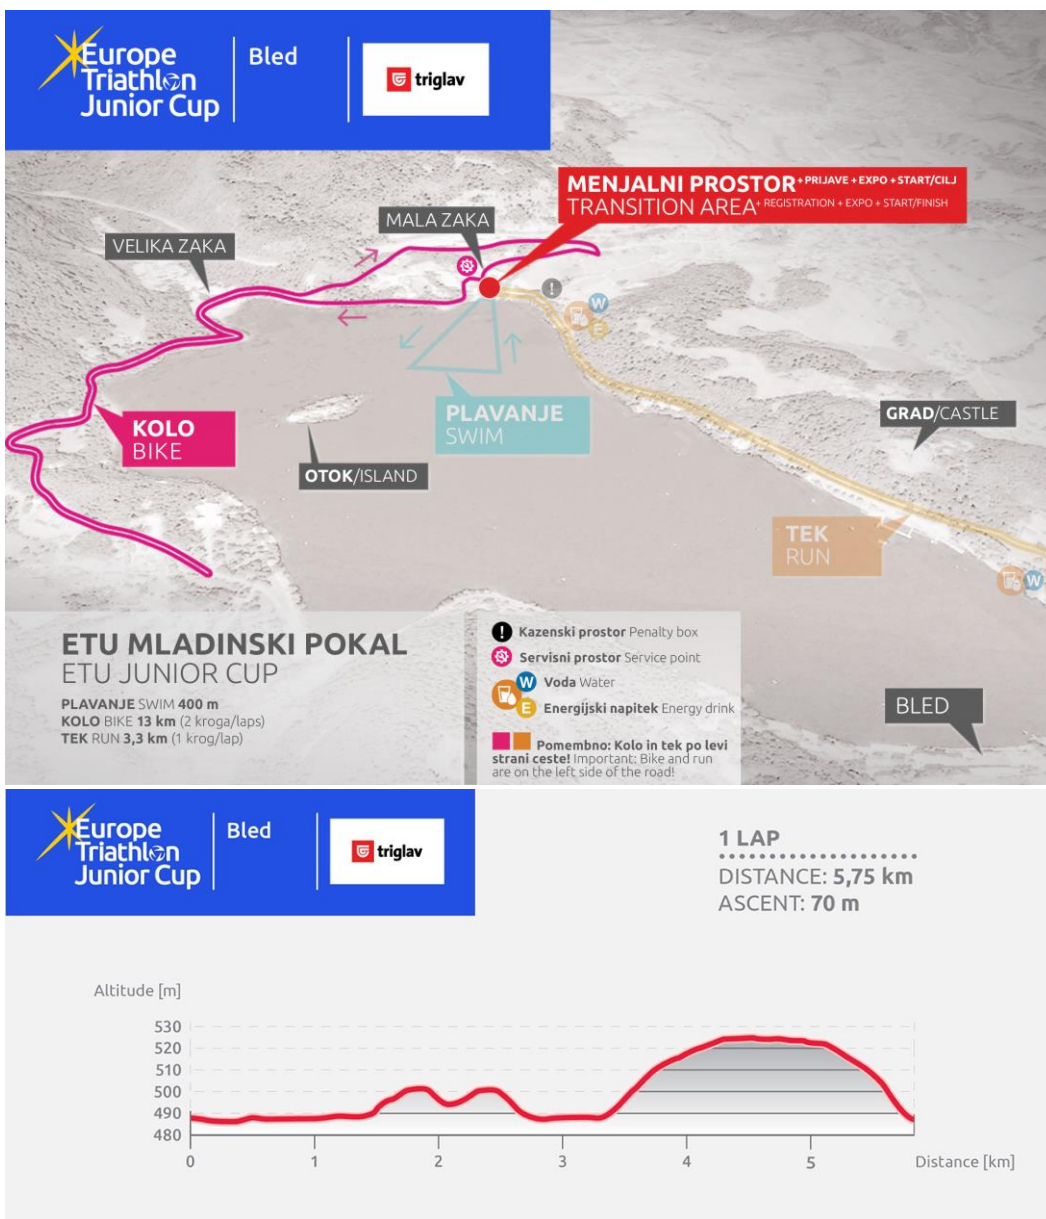 Europe
Triathlon
Junior Cup
Bled
triglav
MENJALNI PROSTOR + PRIJAVE + EXPO + START/CILJ
TRANSITION AREA + REGISTRATION + EXPO + START/FINISH
MALA ZAKA
VELIKA ZAKA
!
W
E
PLAVANJE
SWIM
GRAD/CASTLE
KOLO
BIKE
OTOK/ISLAND
TEK
RUN
W
ETU MLADINSKI POKAL
ETU JUNIOR CUP
PLAVANJE SWIM 400 m
KOLO BIKE 13 km (2 kroga/laps)
TEK RUN 3,3 km (1 krog/lap)
! Kazenski prostor Penalty box
Servisni prostor Service point
W Voda Water
E Energijski napitek Energy drink
Pomembno: Kolo in tek po levi
strani ceste! Important: Bike and run
are on the left side of the road!
BLED
Europe
Triathlon
Junior Cup
Bled
triglav
1 LAP
DISTANCE: 5,75 km
ASCENT: 70 m
Altitude [m]
530
520
510
500
490
480
0 1 2 3 4 5 Distance [km]